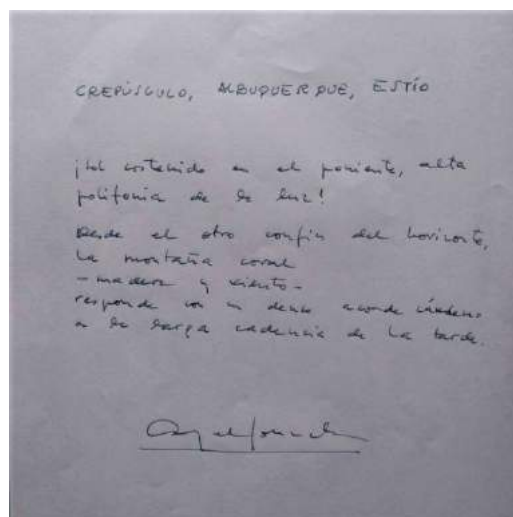 CREPÚSCULO, ALBUQUERQUE, ESTÍO
¡Sol sostenido en el poniente, alta
polifonía de la luz!
Desde el otro confín del horizonte,
la montaña coral
-madera y viento-
responde con un denso acorde cárdeno
a la larga cadencia de la tarde.